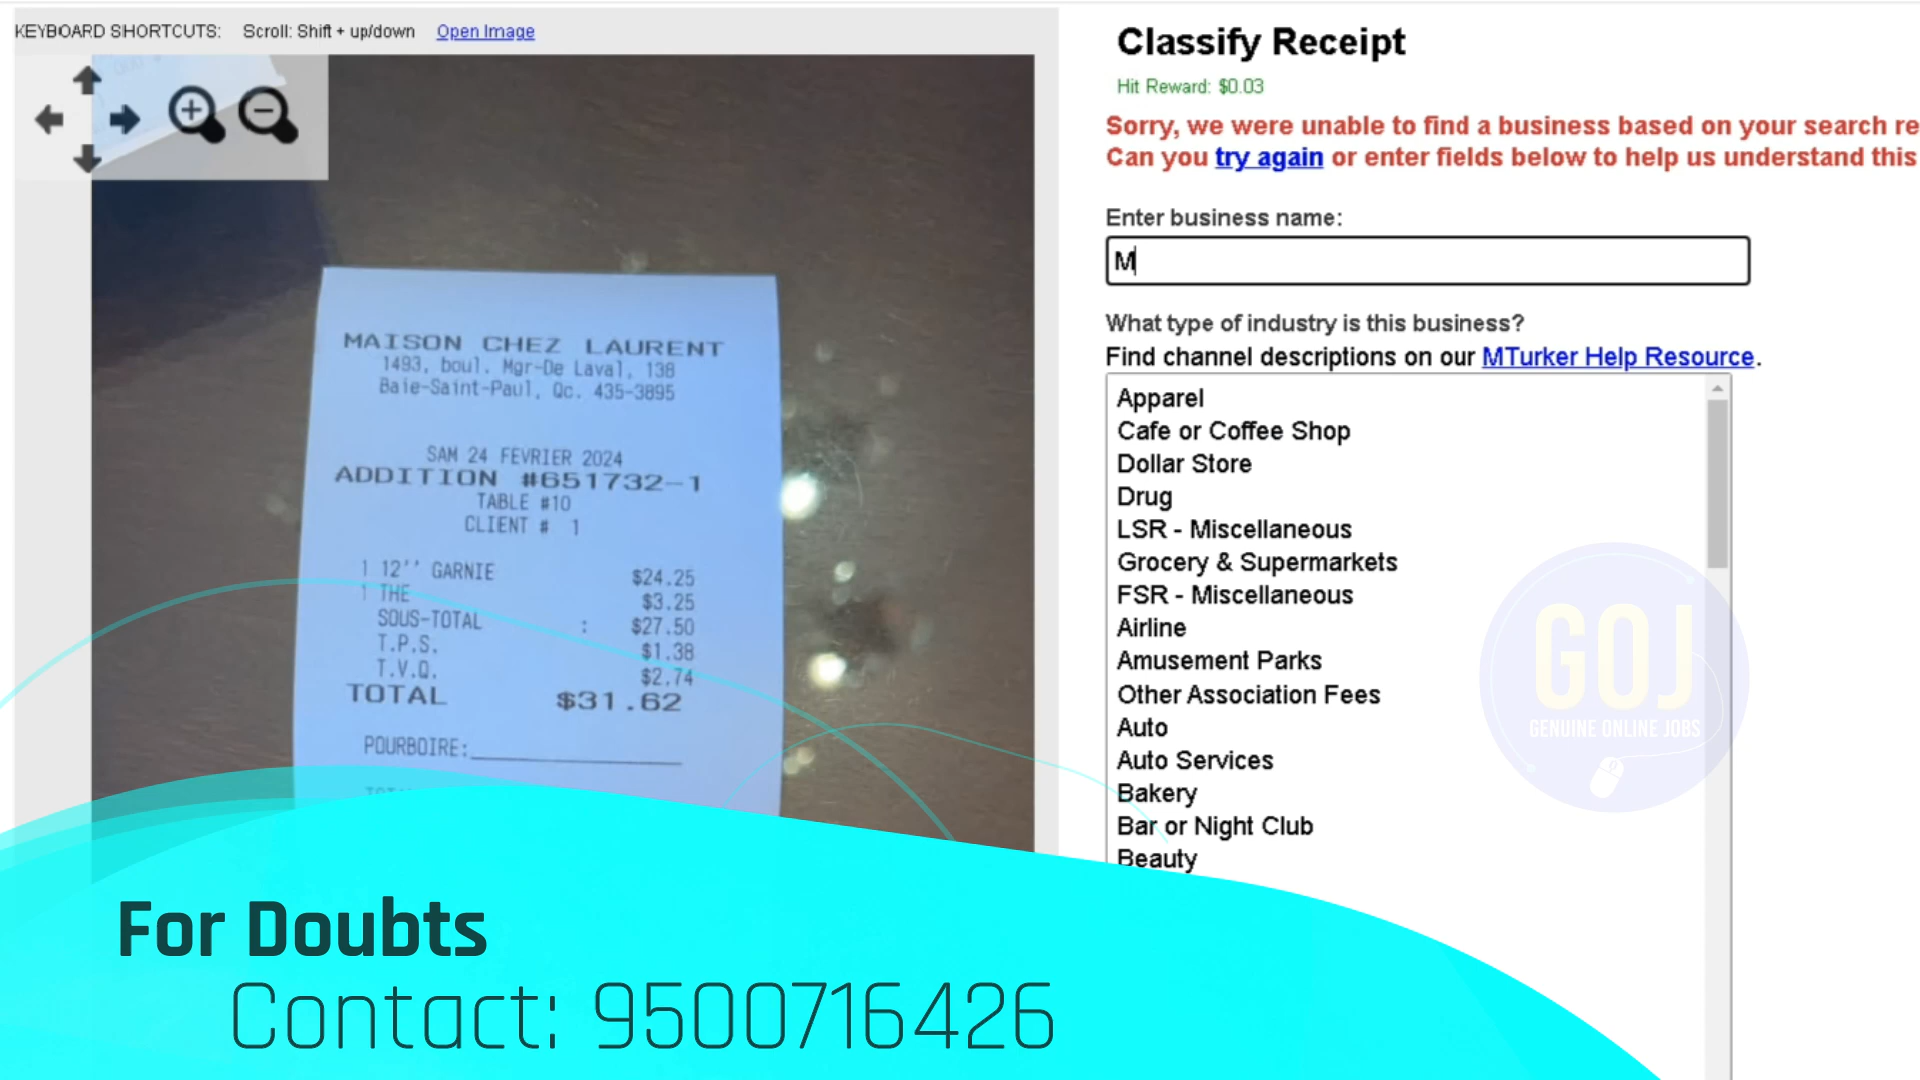 KEYBOARD SHORTCUTS: Scroll: Shift + up/down Open Image
MAISON CHEZ LAURENT
1493, boul. Mgr-De Laval, 138
Baie-Saint-Paul, Qc. 435-3895
SAM 24 FEVRIER 2024
ADDITION #651732-1
TABLE #10
CLIENT # 1
1 12'' GARNIE $24.25
1 THE $3.25
SOUS-TOTAL : $27.50
T.P.S. $1.38
T.V.Q. $2.74
TOTAL $31.62
POURBOIRE:
Classify Receipt
Hit Reward: $0.03
Sorry, we were unable to find a business based on your search re
Can you try again or enter fields below to help us understand this
Enter business name:
M
What type of industry is this business?
Find channel descriptions on our MTurker Help Resource.
Apparel
Cafe or Coffee Shop
Dollar Store
Drug
LSR - Miscellaneous
Grocery & Supermarkets
FSR - Miscellaneous
Airline
Amusement Parks
Other Association Fees
Auto
Auto Services
Bakery
Bar or Night Club
Beauty
GOJ
GENUINE ONLINE JOBS
For Doubts
Contact: 9500716426